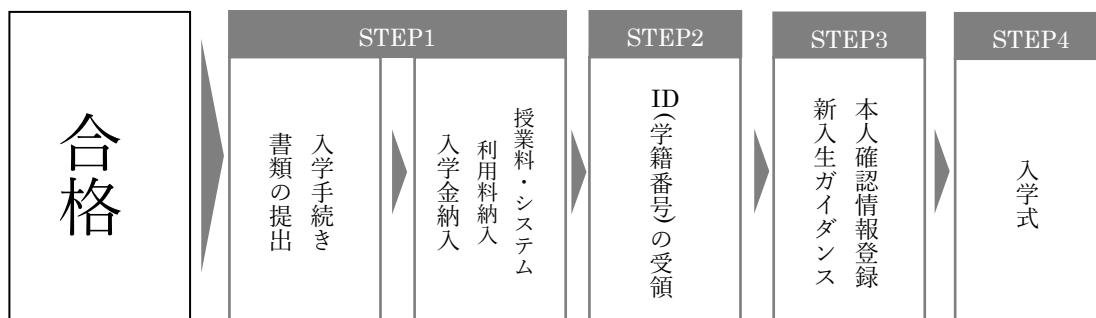 合格
STEP1
入学手続き
書類の提出
授業料・システム
利用料納入
入学金納入
STEP2
ID(学籍番号)の受領
STEP3
本人確認情報登録
新入生ガイダンス
STEP4
入学式